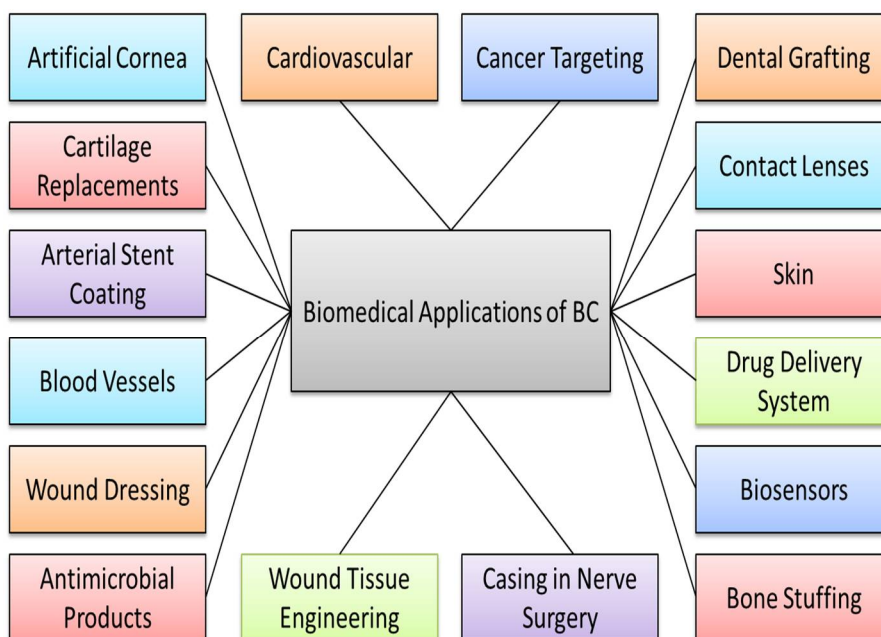 Artificial Cornea
Cardiovascular
Cancer Targeting
Dental Grafting
Cartilage
Replacements
Contact Lenses
Arterial Stent
Coating
Biomedical Applications of BC
Skin
Blood Vessels
Drug Delivery
System
Wound Dressing
Biosensors
Antimicrobial
Products
Wound Tissue
Engineering
Casing in Nerve
Surgery
Bone Stuffing